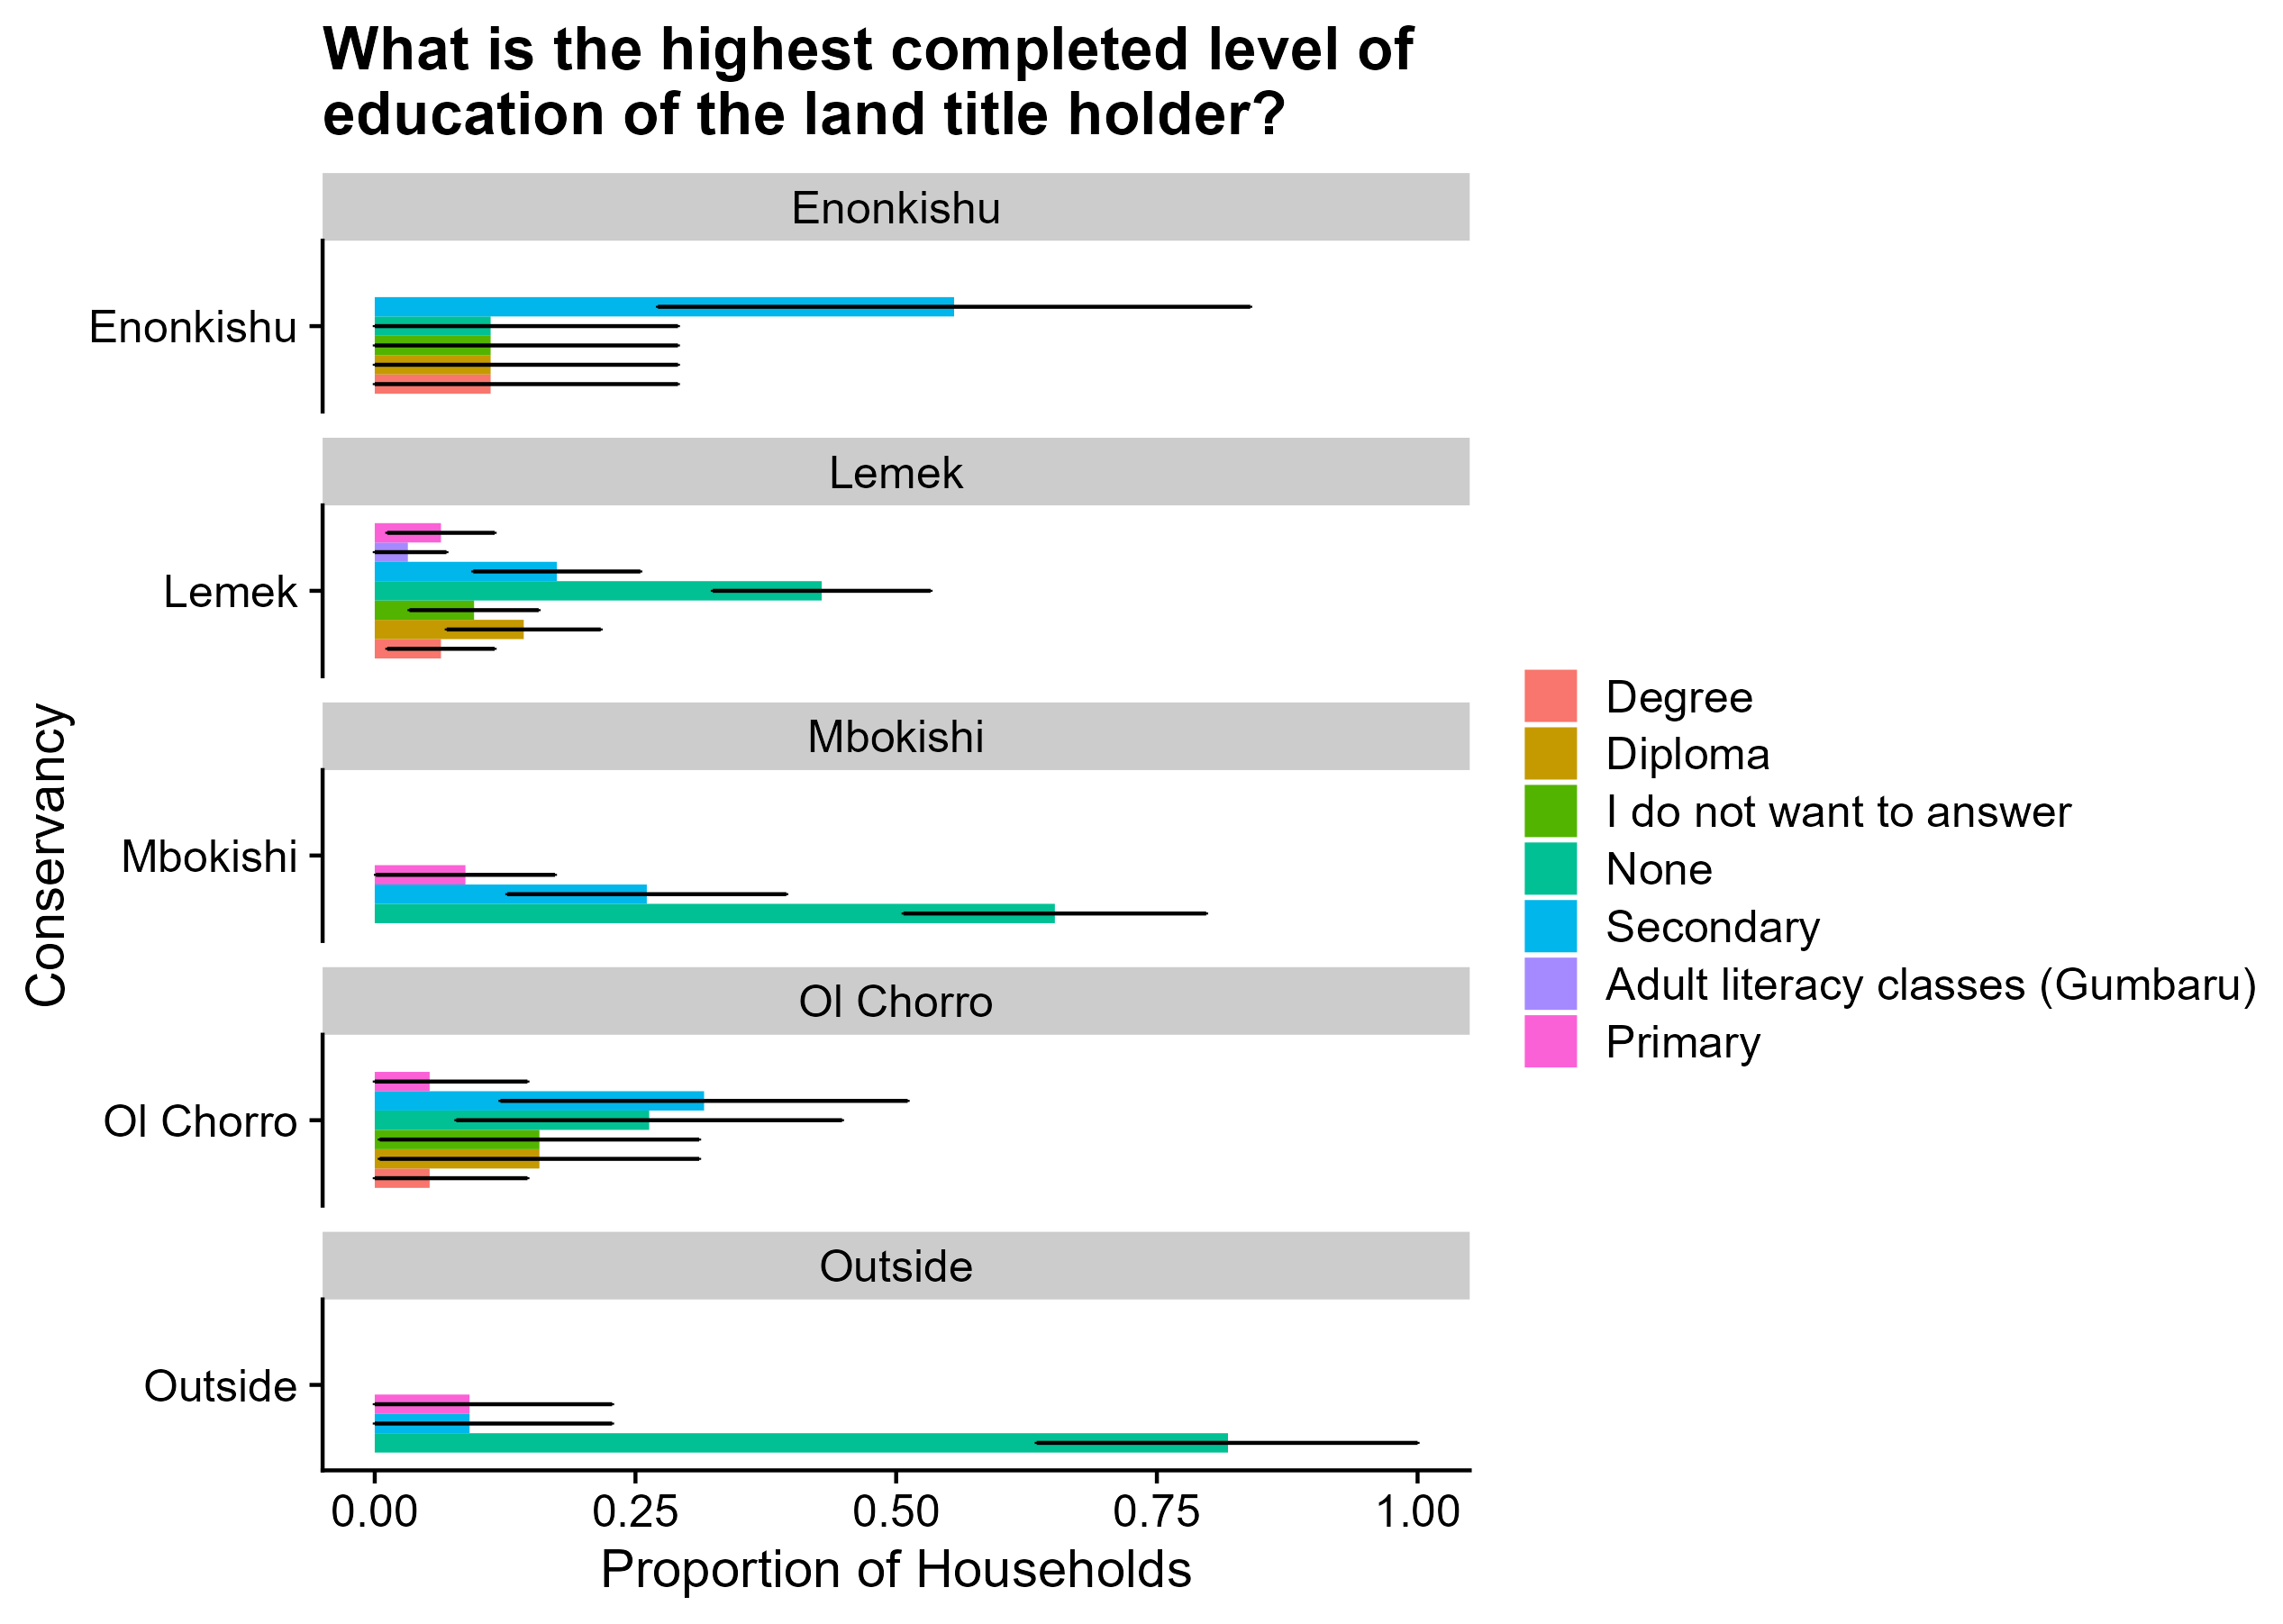 What is the highest completed level of
education of the land title holder?
Enonkishu
Enonkishu
Lemek
Lemek
Mbokishi
Mbokishi
Ol Chorro
Ol Chorro
Outside
Outside
0.00 0.25 0.50 0.75 1.00
Proportion of Households
Conservancy
Degree
Diploma
I do not want to answer
None
Secondary
Adult literacy classes (Gumbaru)
Primary